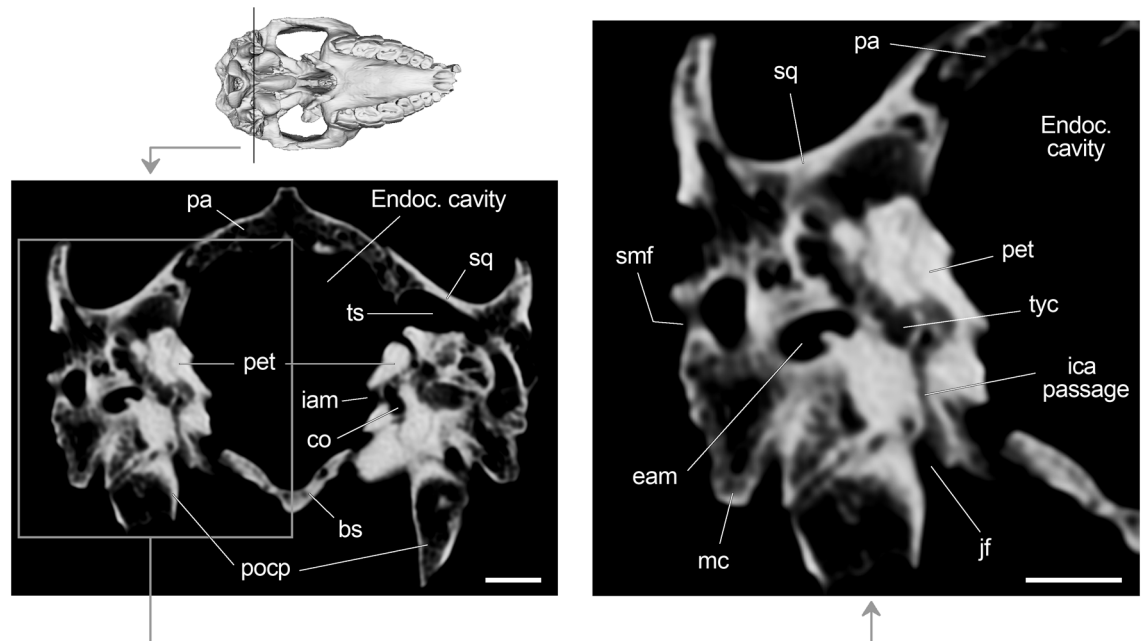 pa
Endoc. cavity
sq
ts
pet
iam
co
bs
pocp
pa
sq
Endoc.
cavity
smf
pet
tyc
ica
passage
eam
mc
jf